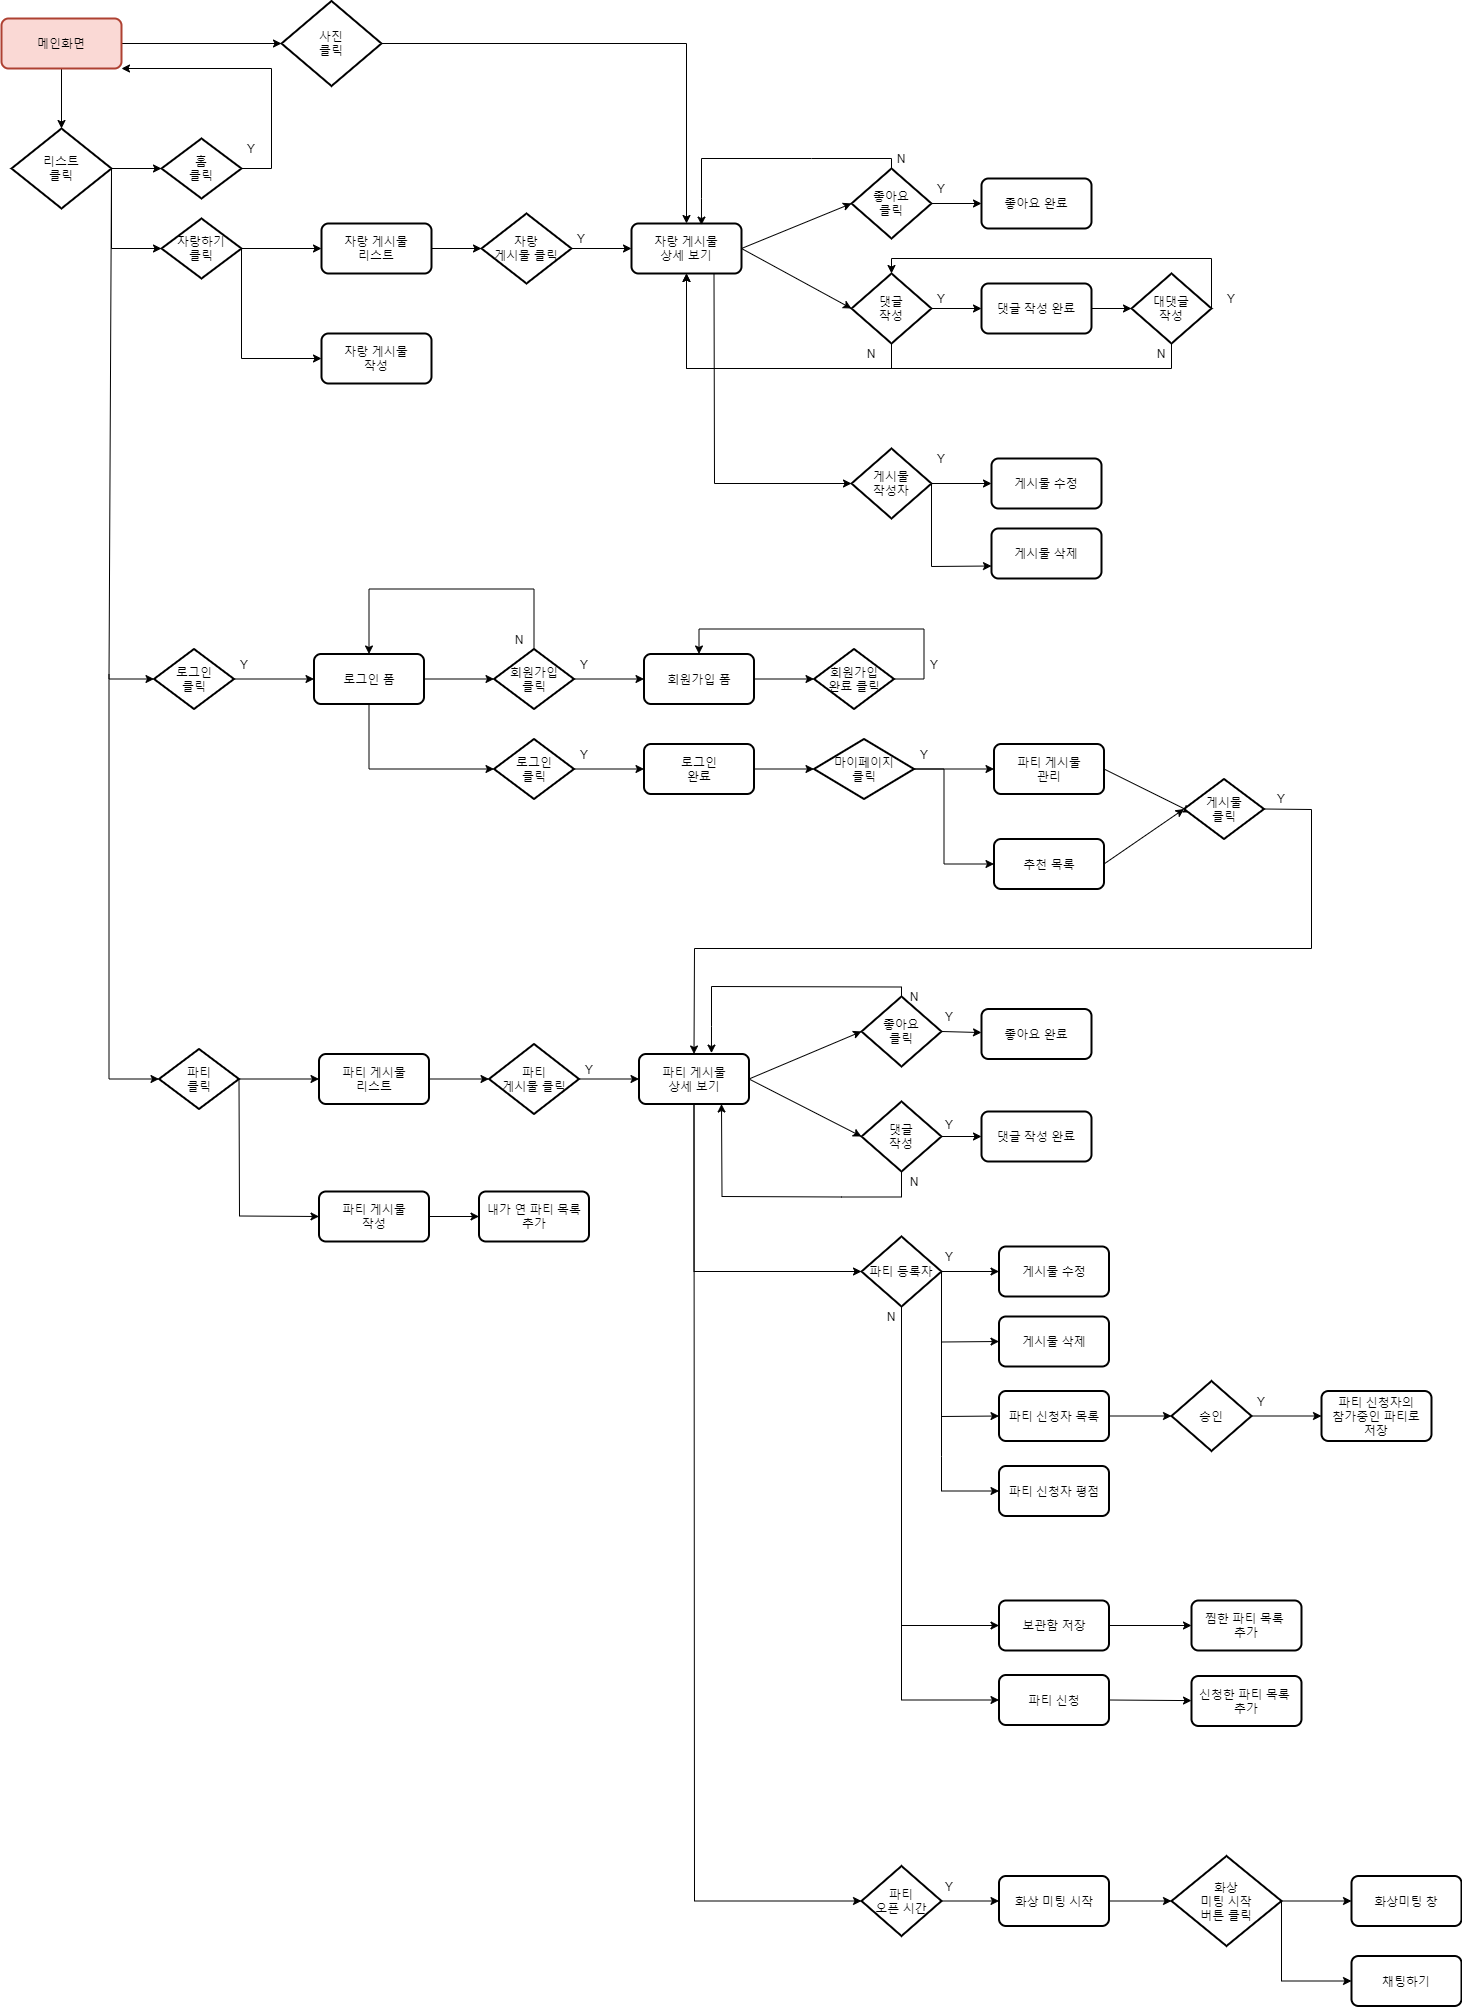 메인화면
사진
클릭
리스트
클릭
홈
클릭
Y
자랑하기
클릭
자랑 게시물
리스트
자랑
게시물 클릭
Y
자랑 게시물
상세 보기
N
좋아요
클릭
Y
좋아요 완료
댓글
작성
Y
댓글 작성 완료
대댓글
작성
Y
N
N
자랑 게시물
작성
게시물
작성자
Y
게시물 수정
게시물 삭제
로그인
클릭
Y
로그인 폼
N
회원가입
클릭
Y
회원가입 폼
회원가입
완료 클릭
Y
로그인
클릭
Y
로그인
완료
마이페이지
클릭
Y
파티 게시물
관리
추천 목록
게시물
클릭
Y
파티
클릭
파티 게시물
리스트
파티
게시물 클릭
Y
파티 게시물
상세 보기
N
좋아요
클릭
Y
좋아요 완료
댓글
작성
Y
댓글 작성 완료
N
파티 게시물
작성
내가 연 파티 목록
추가
파티 등록자
Y
N
게시물 수정
게시물 삭제
파티 신청자 목록
승인
Y
파티 신청자의
참가중인 파티로
저장
파티 신청자 평점
보관함 저장
찜한 파티 목록
추가
파티 신청
신청한 파티 목록
추가
파티
오픈 시간
Y
화상 미팅 시작
화상
미팅 시작
버튼 클릭
화상미팅 창
채팅하기